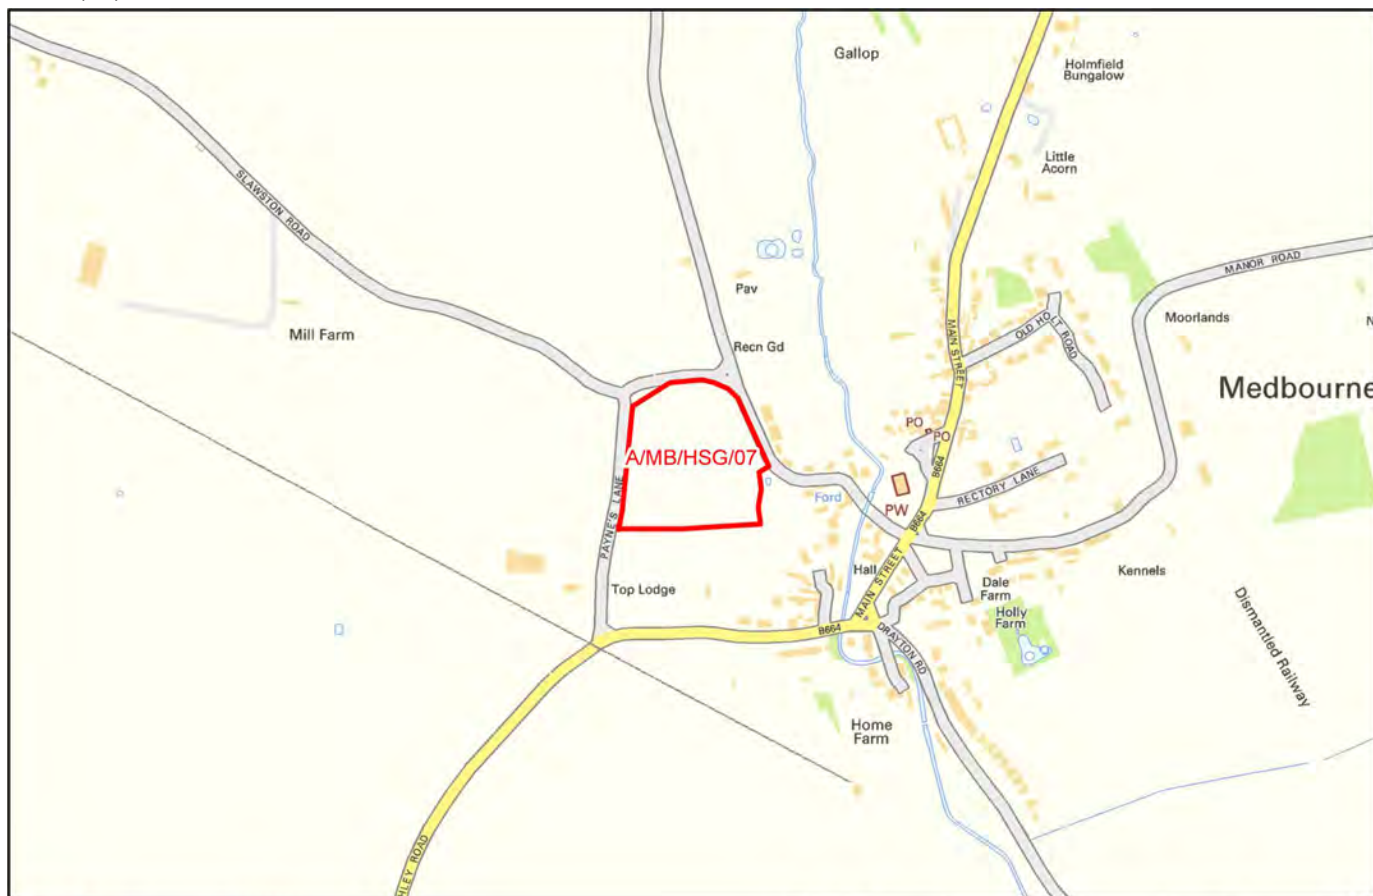 Gallop
Holmfield
Bungalow
Little
Acorn
SLAWSTON ROAD
MANOR ROAD
Pav
Moorlands
Mill Farm
OLD HOLT ROAD
MAIN STREET
Recn Gd
Medbourne
PO
PO
A/MB/HSG/07
B664
RECTORY LANE
Ford
PW
PAYNE'S LANE
B664
MAIN STREET
Hall
Kennels
Top Lodge
Dale
Farm
Holly
Farm
B664
DRAYTON RD
Dismantled Railway
Home
Farm
HLEY ROAD